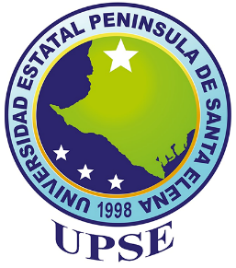 UNIVERSIDAD ESTATAL PENINSULA DE SANTA ELENA
1998
UPSE